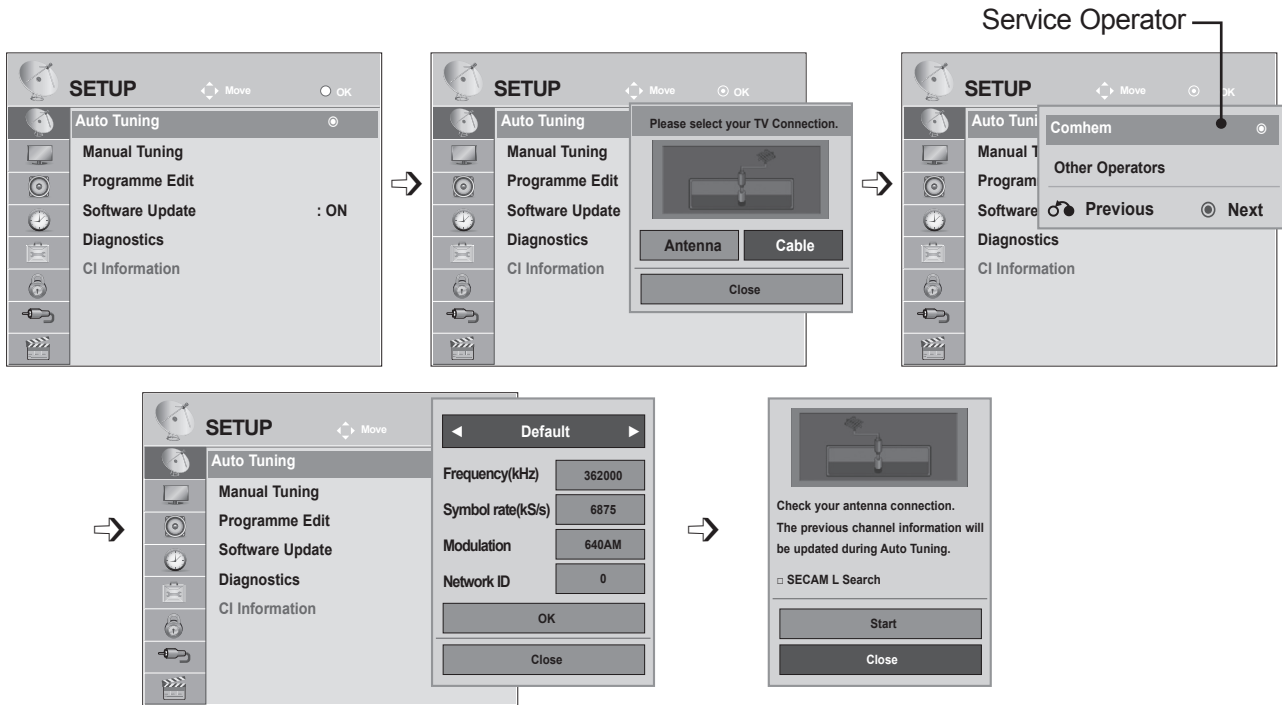 Service Operator
SETUP Move OK
Auto Tuning
Manual Tuning
Programme Edit
Software Update : ON
Diagnostics
CI Information
SETUP Move OK
Auto Tuning
Manual Tuning
Programme Edit
Software Update
Diagnostics
CI Information
Please select your TV Connection.
Antenna Cable
Close
SETUP Move OK
Auto Tuni
Manual T
Program
Software
Diagnostics
CI Information
Comhem
Other Operators
Previous Next
SETUP Move
Auto Tuning
Manual Tuning
Programme Edit
Software Update
Diagnostics
CI Information
◄ Default ►
Frequency(kHz) 362000
Symbol rate(kS/s) 6875
Modulation 640AM
Network ID 0
OK
Close
Check your antenna connection.
The previous channel information will
be updated during Auto Tuning.
□ SECAM L Search
Start
Close